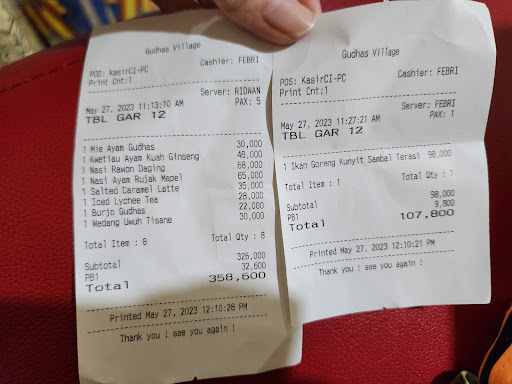 Gudhas Village
POS: KasirCI-PC Cashier: FEBRI
Print Cnt:1
Server: RIDWAN
May 27, 2023 11:13:10 AM PAX: 5
TBL GAR 12
1 Mie Ayam Gudhas 30,000
1 Kwetiau Ayam Kuah Ginseng 48,000
1 Nasi Rawon Daging 68,000
1 Nasi Ayam Rujak Mapel 65,000
1 Salted Caramel Latte 35,000
1 Iced Lychee Tea 28,000
1 Burjo Gudhas 22,000
1 Wedang Uwuh Tisane 30,000
Total Item : 8 Total Qty : 8
Subtotal 326,000
PB1 32,600
Total 358,600
Printed May 27, 2023 12:10:28 PM
Thank you ! see you again !
Gudhas Village
POS: KasirCI-PC Cashier: FEBRI
Print Cnt:1
Server: FEBRI
May 27, 2023 11:27:21 AM PAX: 1
TBL GAR 12
1 Ikan Goreng Kunyit Sambal Terasi 98,000
Total Item : 1 Total Qty : 1
Subtotal 98,000
PB1 9,800
Total 107,800
Printed May 27, 2023 12:10:21 PM
Thank you ! see you again !